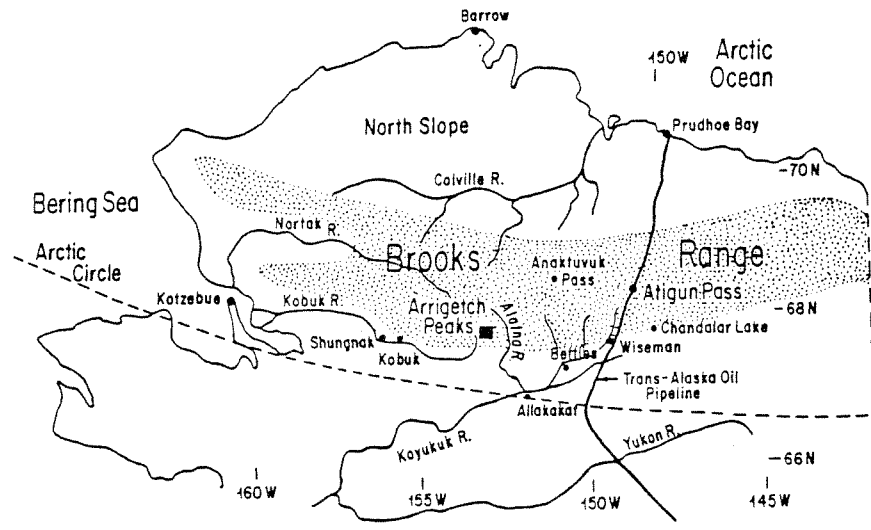 Barrow
150W
Arctic
Ocean
North Slope
Prudhoe Bay
-70N
Colville R.
Bering Sea
Nortak R.
Arctic
Circle
Brooks
Range
Anaktuvuk
Pass
Atigun Pass
Kotzebue
Kobuk R.
Arrigetch
Peaks
Alatna R.
-68N
Chandalar Lake
Shungnak
Kobuk
Bettles
Wiseman
Trans-Alaska Oil
Pipeline
Allakakat
Koyukuk R.
Yukon R.
-66N
160W
155W
150W
145W